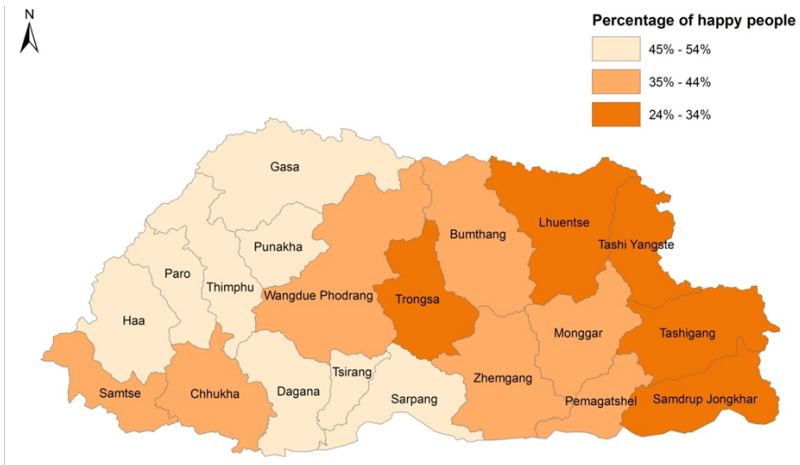 N
Percentage of happy people
45% - 54%
35% - 44%
24% - 34%
Gasa
Lhuentse
Bumthang
Tashi Yangste
Punakha
Paro
Thimphu
Wangdue Phodrang
Trongsa
Haa
Monggar
Tashigang
Tsirang
Zhemgang
Samtse
Chhukha
Dagana
Sarpang
Pemagatshel
Samdrup Jongkhar